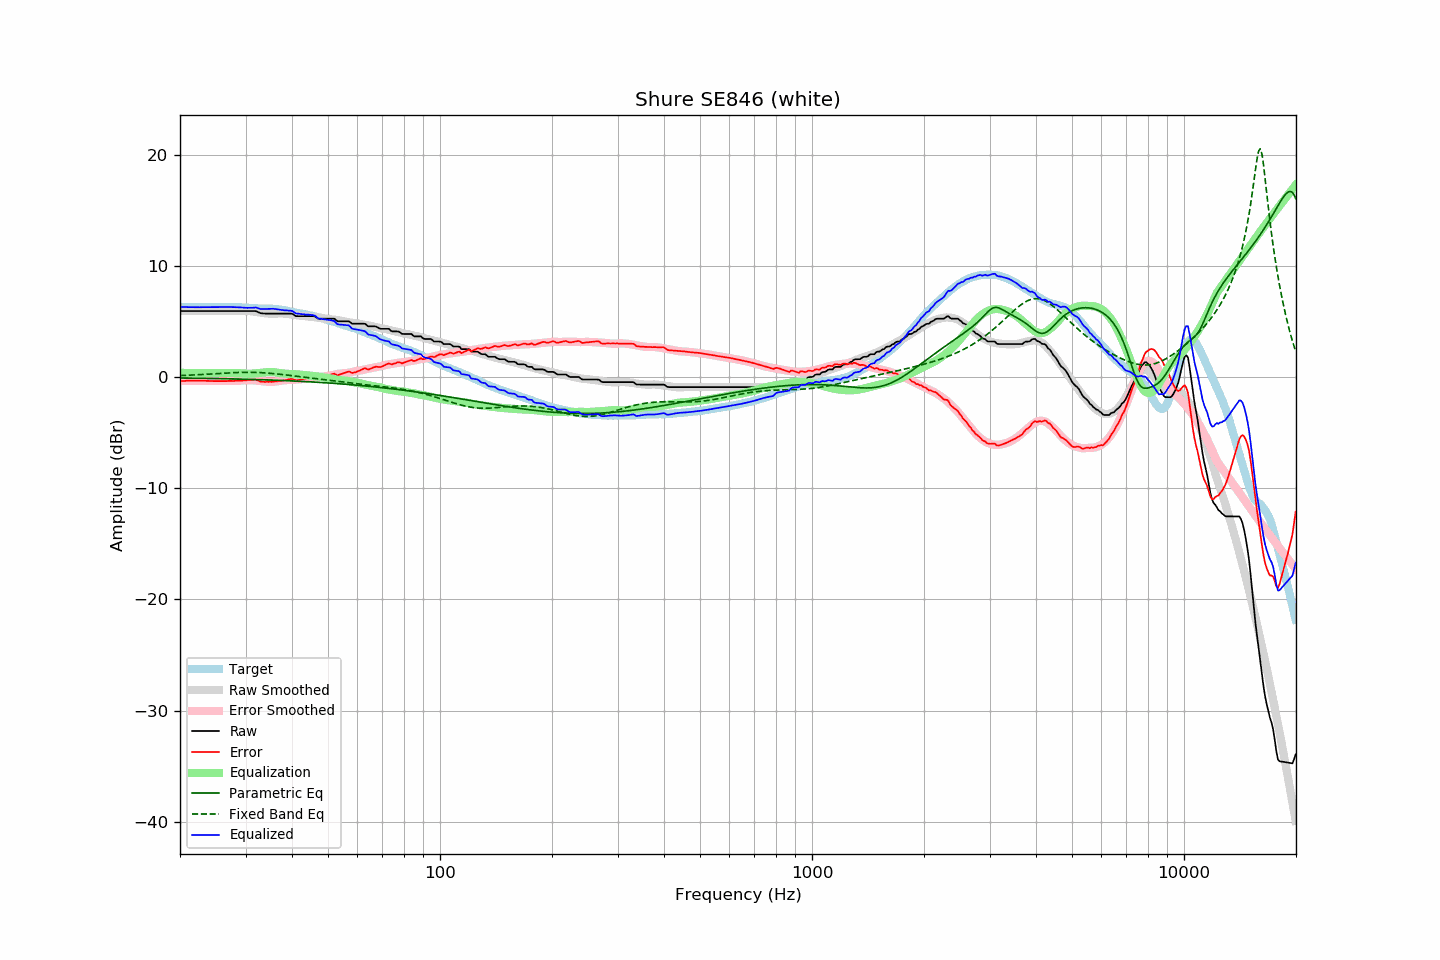 Shure SE846 (white)
20
10
0
−10
−20
−30
−40
Amplitude (dBr)
Target
Raw Smoothed
Error Smoothed
Raw
Error
Equalization
Parametric Eq
Fixed Band Eq
Equalized
100
1000
10000
Frequency (Hz)